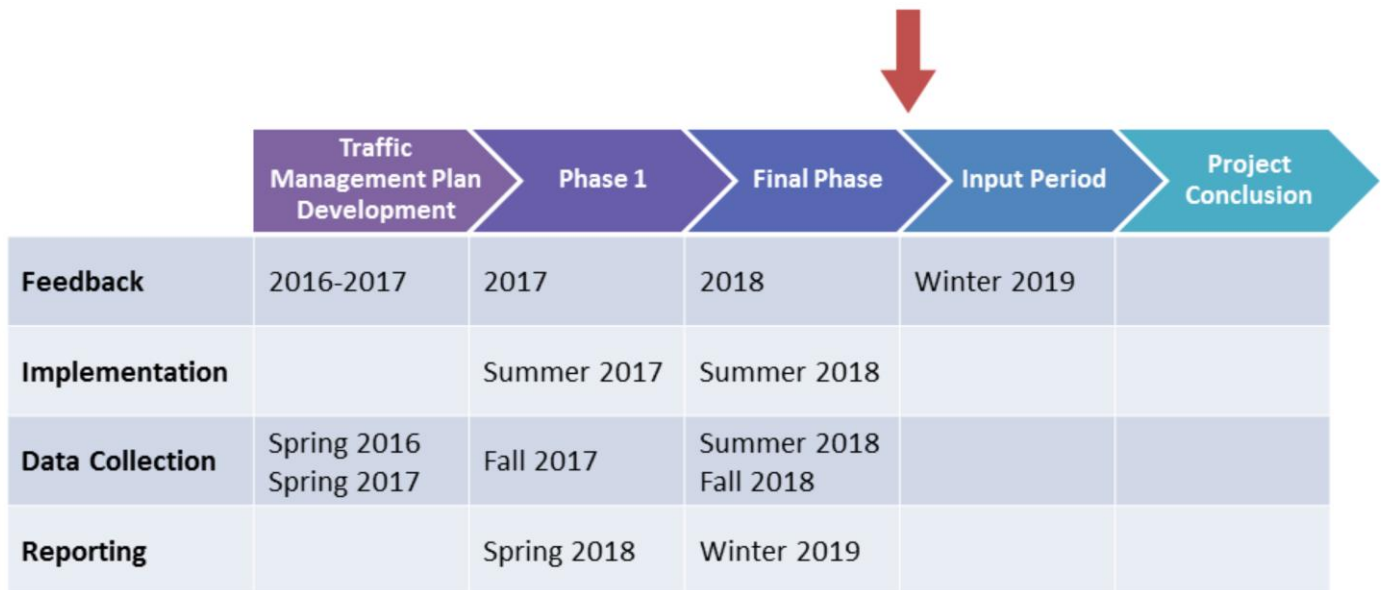 Traffic
Management Plan
Development
Phase 1
Final Phase
Input Period
Project
Conclusion
Feedback
2016-2017
2017
2018
Winter 2019
Implementation
Summer 2017
Summer 2018
Data Collection
Spring 2016
Spring 2017
Fall 2017
Summer 2018
Fall 2018
Reporting
Spring 2018
Winter 2019